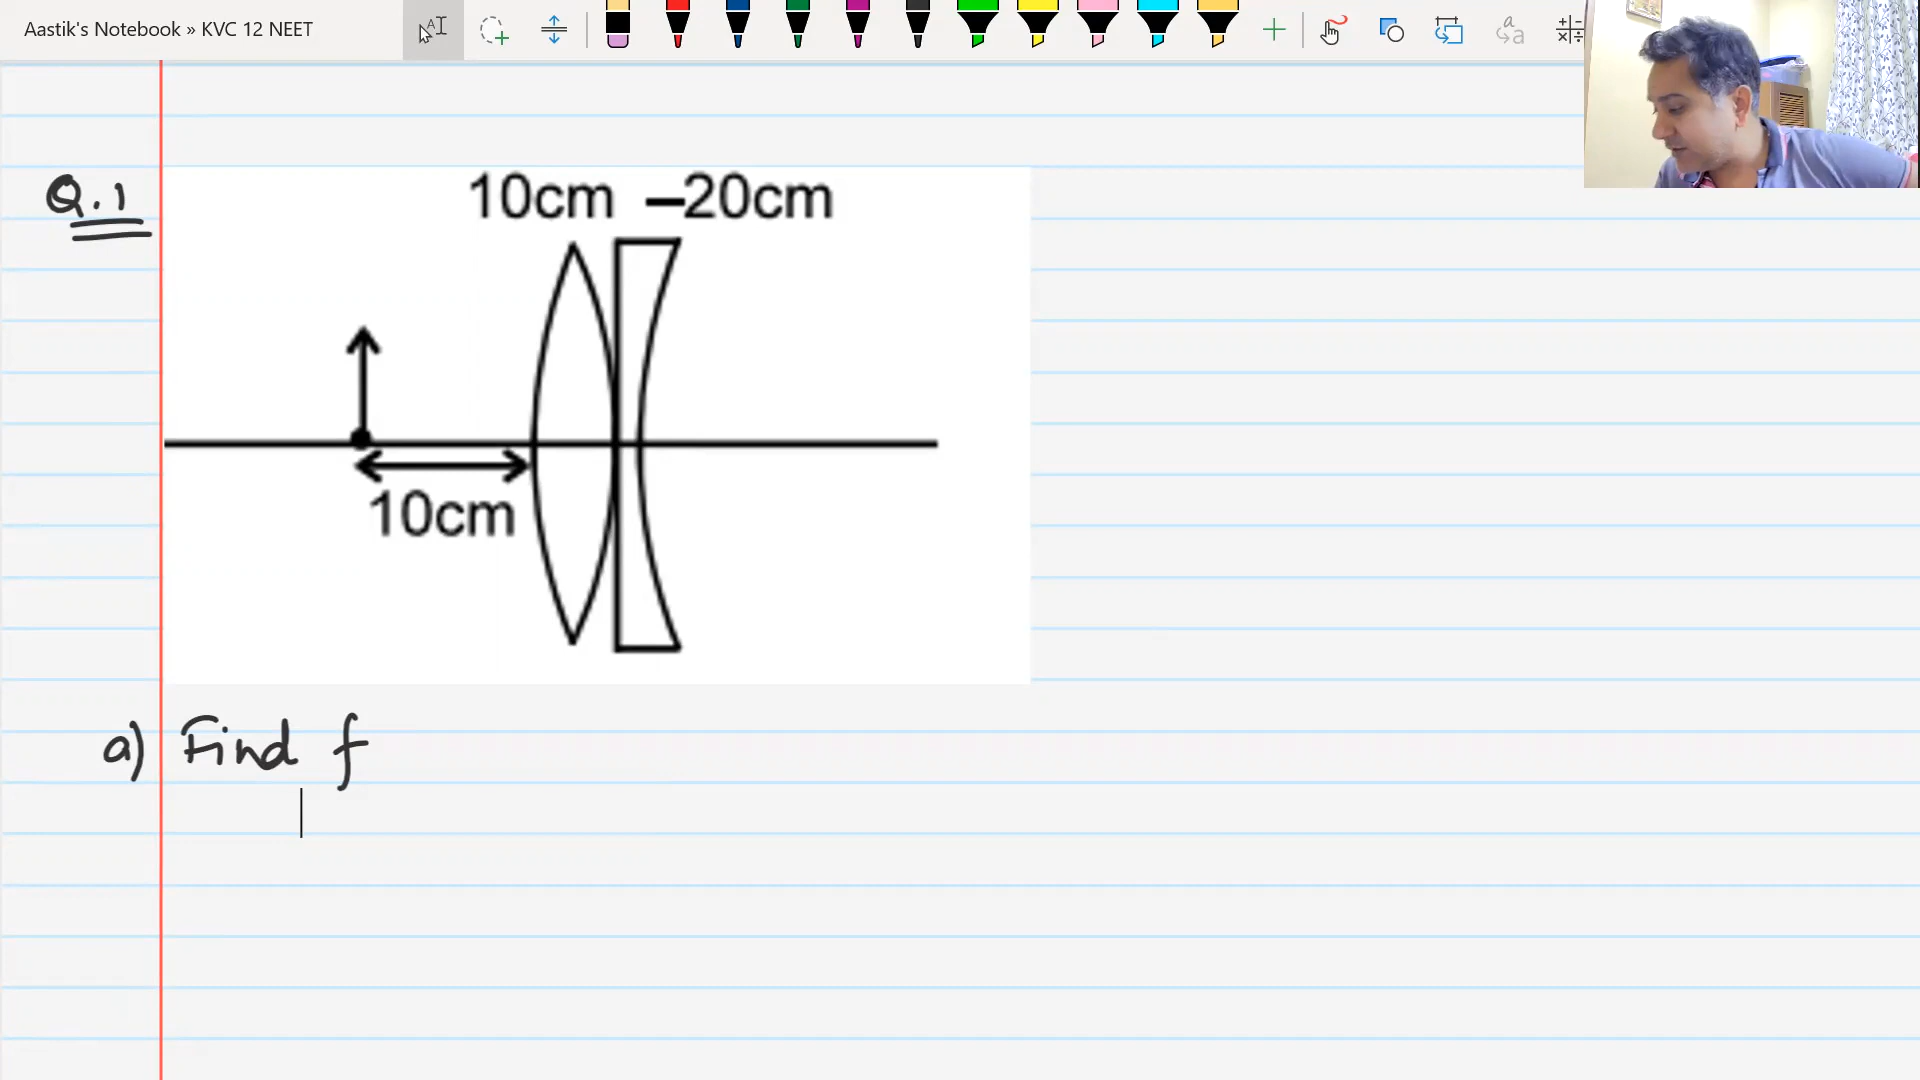 Aastik's Notebook » KVC 12 NEET
Q.1
10cm –20cm
10cm
a) Find f